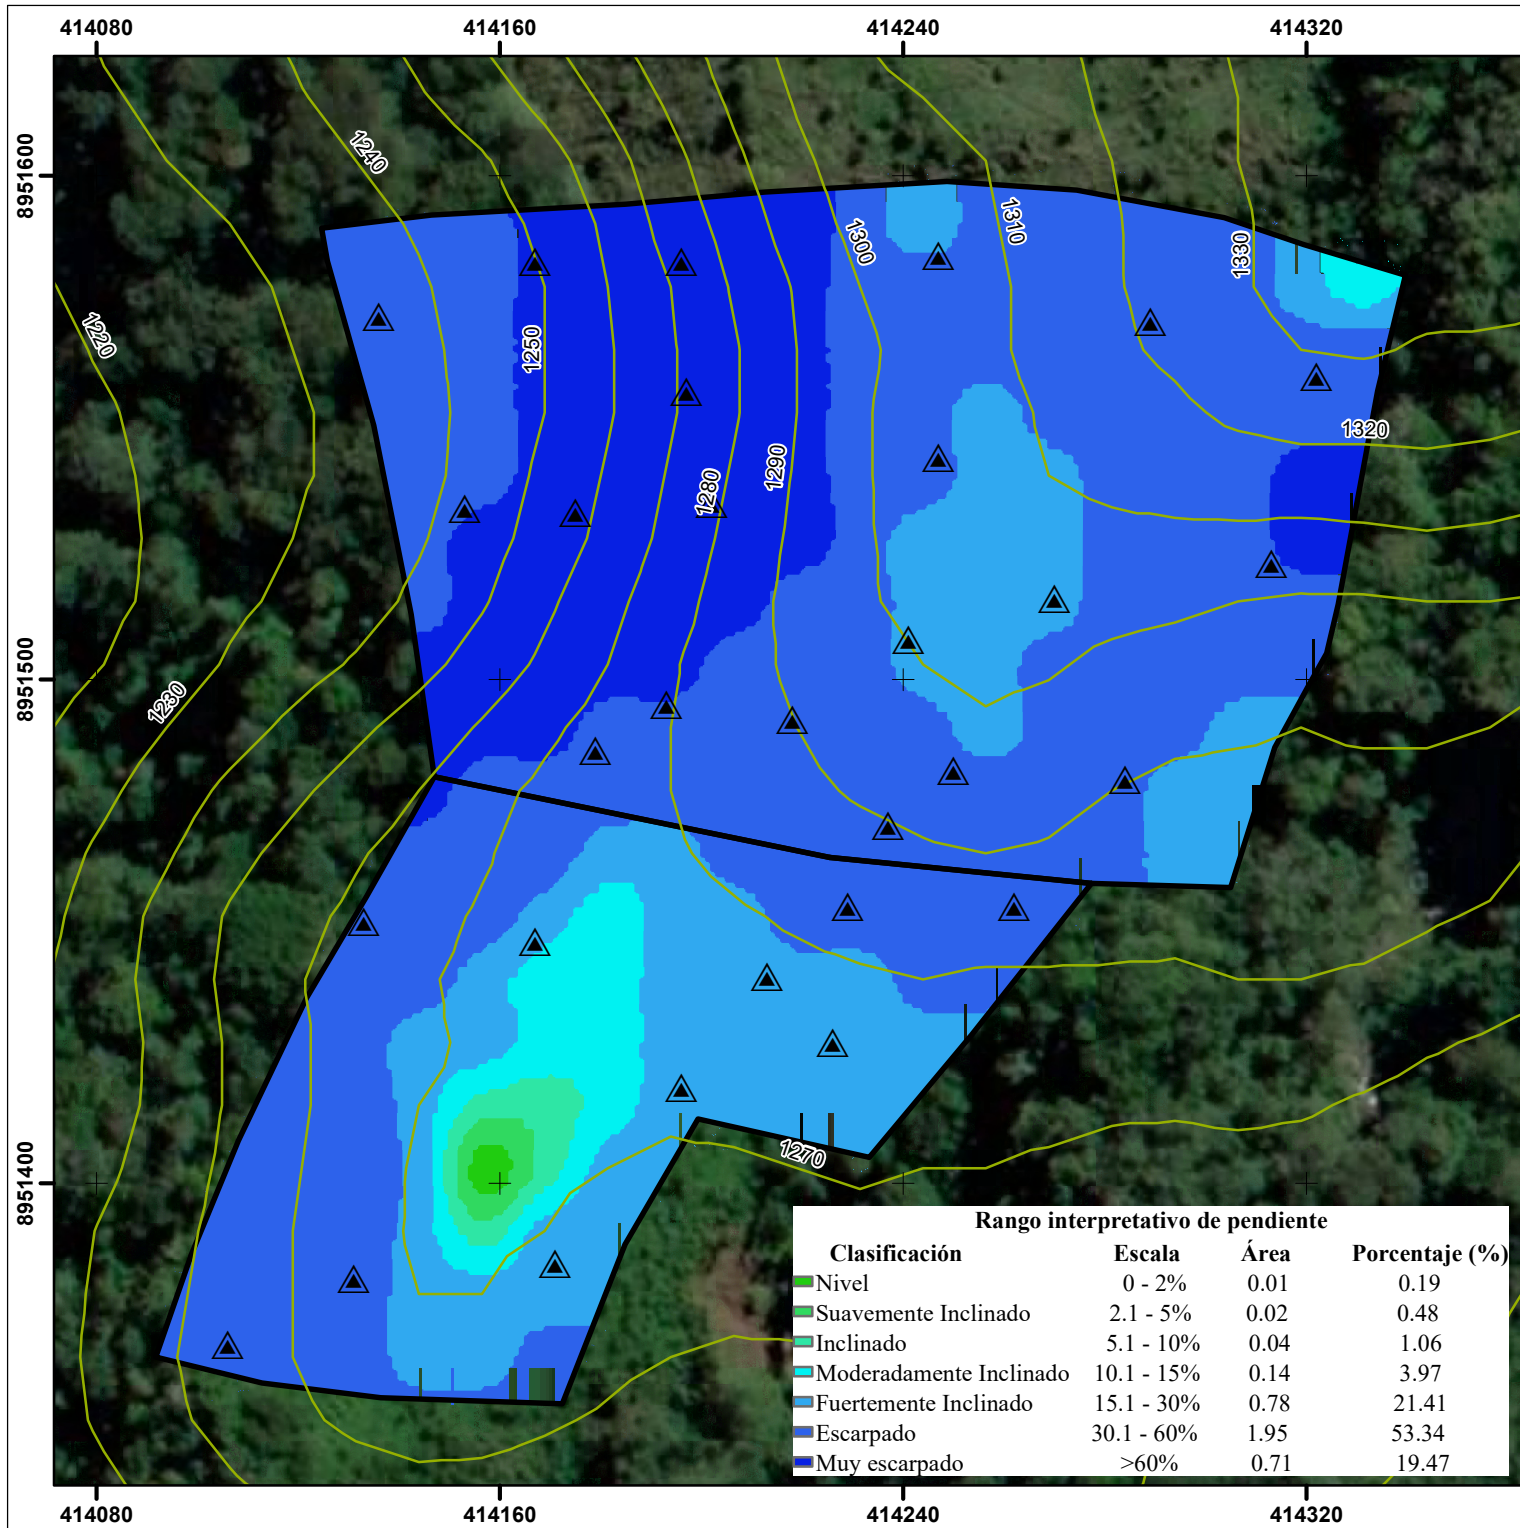 414080 414160 414240 414320
8951600
8951500
8951400
1240
1310
1300
1330
1220
1250
1320
1290
1280
1230
1270
Rango interpretativo de pendiente
Clasificación Escala Área Porcentaje (%)
Nivel 0 - 2% 0.01 0.19
Suavemente Inclinado 2.1 - 5% 0.02 0.48
Inclinado 5.1 - 10% 0.04 1.06
Moderadamente Inclinado 10.1 - 15% 0.14 3.97
Fuertemente Inclinado 15.1 - 30% 0.78 21.41
Escarpado 30.1 - 60% 1.95 53.34
Muy escarpado >60% 0.71 19.47
414080 414160 414240 414320